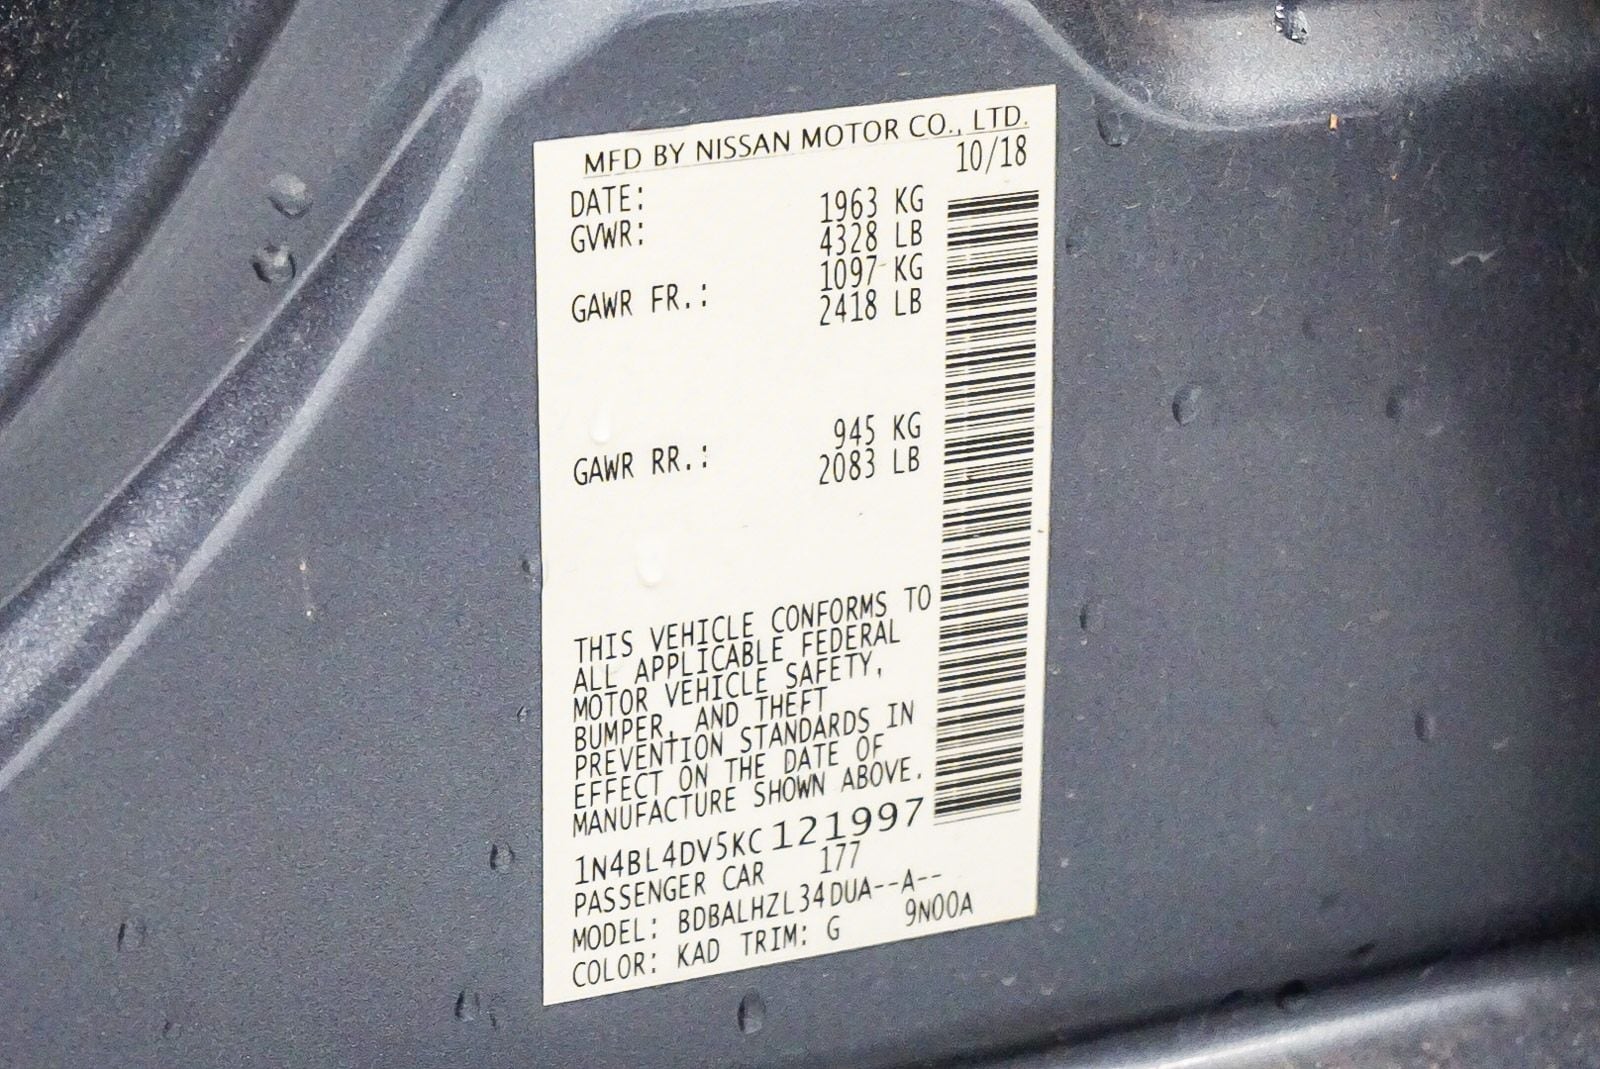 MFD BY NISSAN MOTOR CO., LTD.
DATE: 10/18
GVWR: 1963 KG
4328 LB
GAWR FR.: 1097 KG
2418 LB
GAWR RR.: 945 KG
2083 LB
THIS VEHICLE CONFORMS TO
ALL APPLICABLE FEDERAL
MOTOR VEHICLE SAFETY,
BUMPER, AND THEFT
PREVENTION STANDARDS IN
EFFECT ON THE DATE OF
MANUFACTURE SHOWN ABOVE.
1N4BL4DV5KC121997
PASSENGER CAR 177
MODEL: BDBALHZL34DUA--A--
COLOR: KAD TRIM: G 9N00A